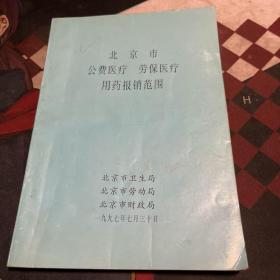 北京市
公费医疗 劳保医疗
用药报销范围
北京市卫生局
北京市劳动局
北京市财政局
一九九七年七月三十日